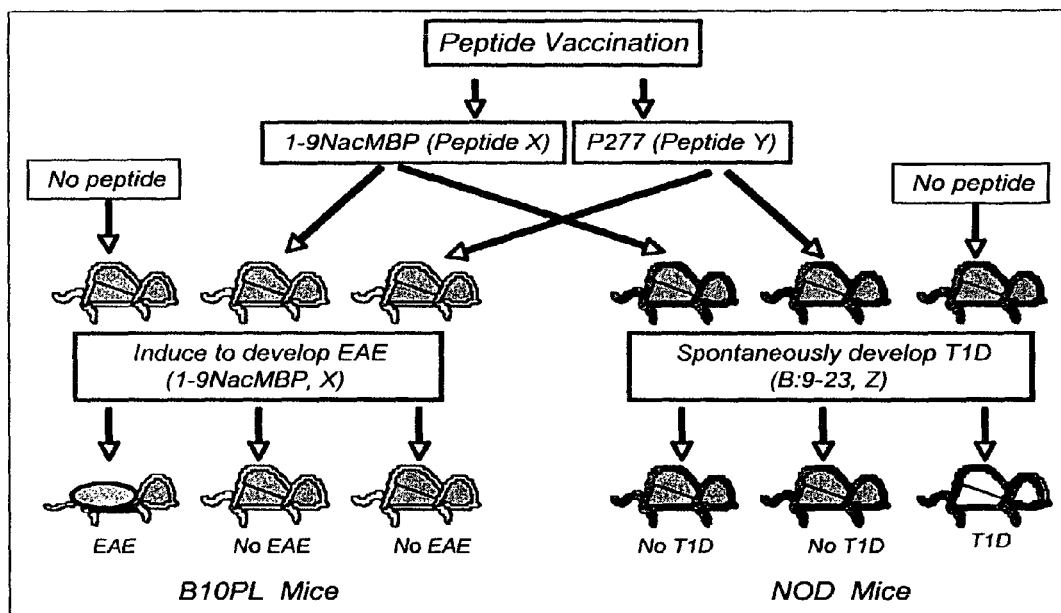 Peptide Vaccination
1-9NacMBP (Peptide X)
P277 (Peptide Y)
No peptide
No peptide
Induce to develop EAE
(1-9NacMBP, X)
Spontaneously develop T1D
(B:9-23, Z)
EAE
No EAE
No EAE
No T1D
No T1D
T1D
B10PL Mice
NOD Mice